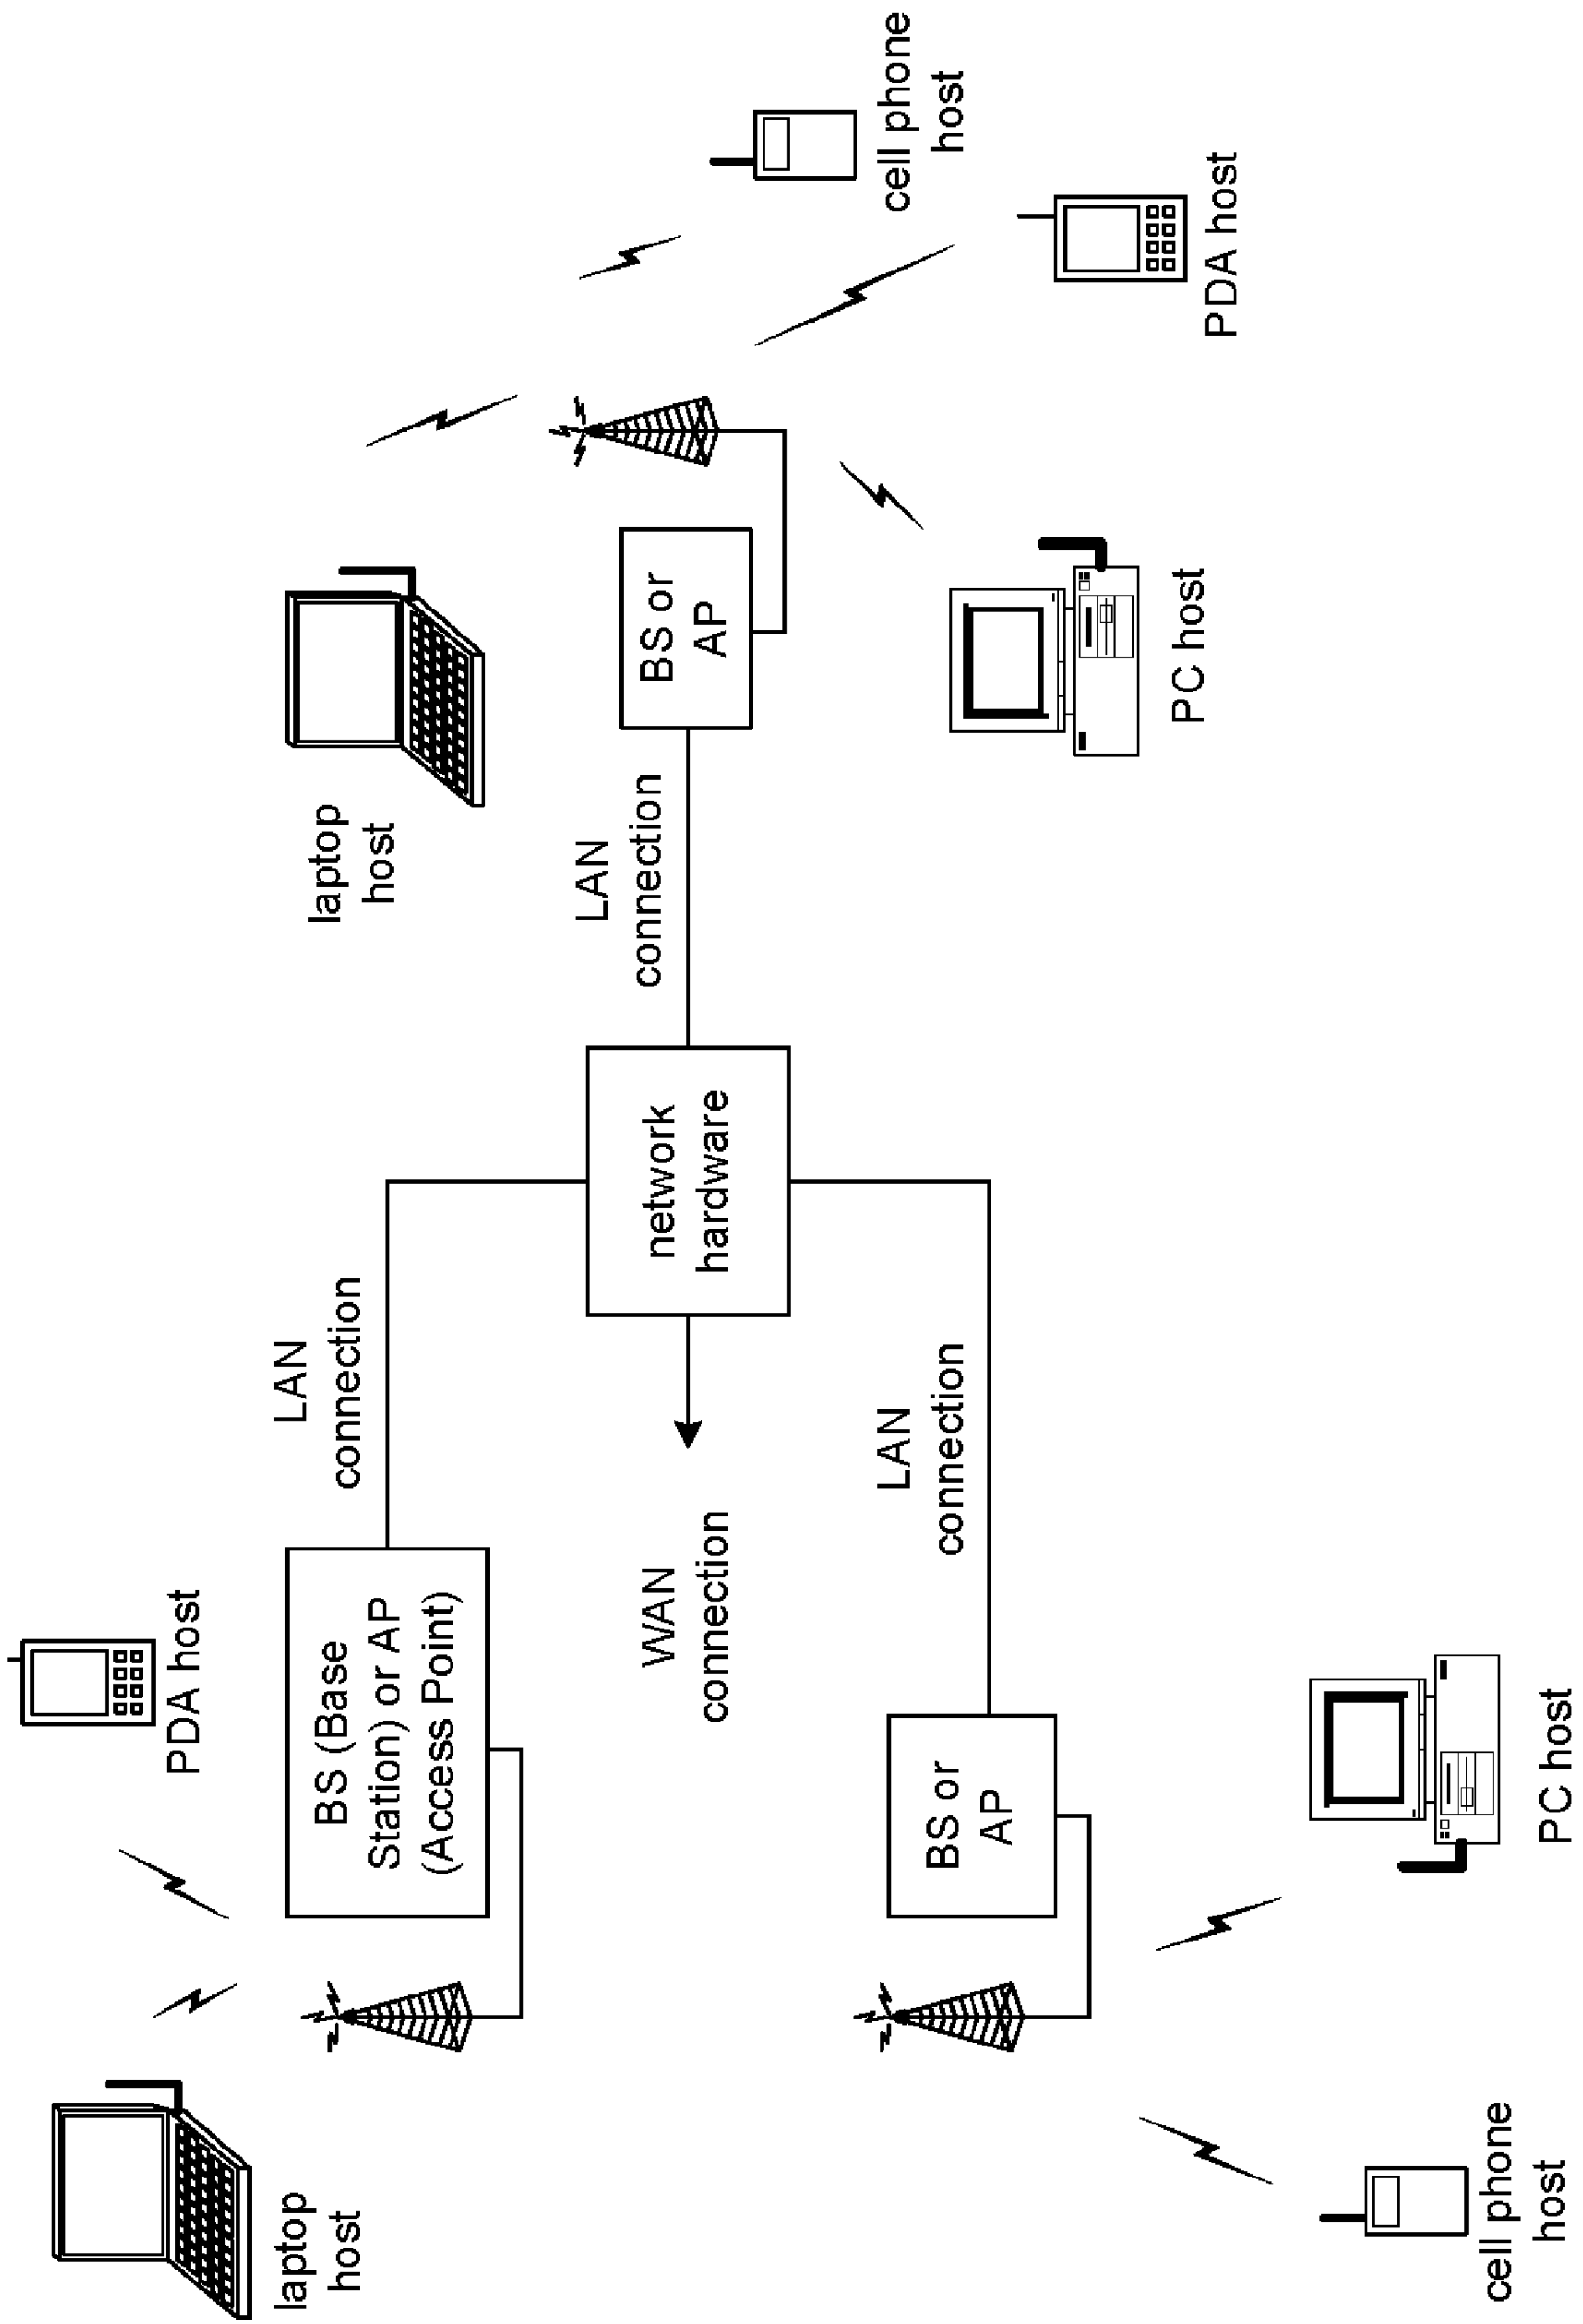 laptop
host
PDA host
BS (Base
Station) or AP
(Access Point)
LAN
connection
laptop
host
LAN
connection
BS or
AP
cell phone
host
WAN
connection
network
hardware
PDA host
BS or
AP
LAN
connection
PC host
cell phone
host
PC host